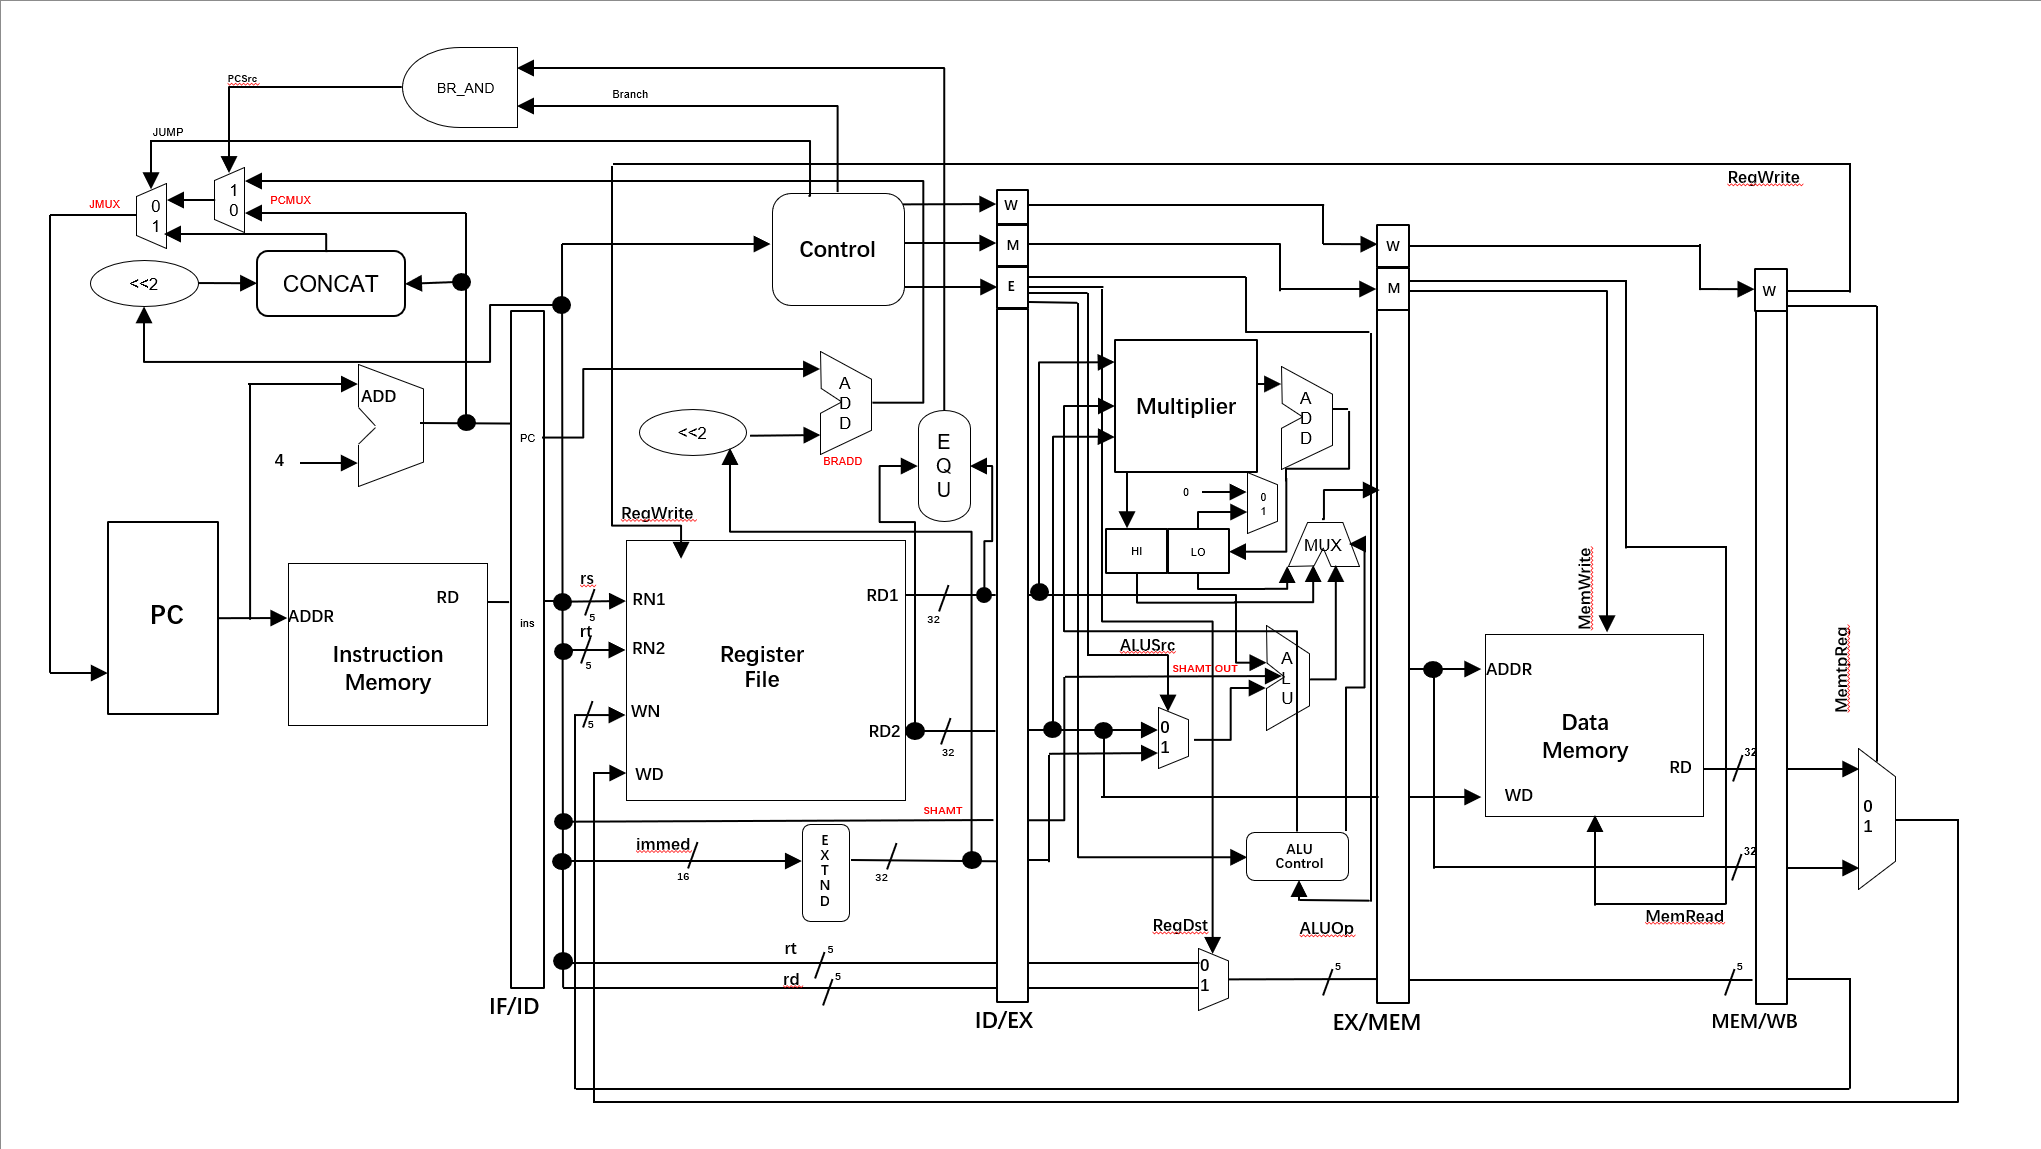 PCSrc
BR_AND
Branch
JUMP
RegWrite
1
0
PCMUX
JMUX
0
1
Control
W
M
E
W
M
W
<<2
CONCAT
ADD
4
PC
A
D
D
BRADD
<<2
E
Q
U
Multiplier
A
D
D
0
0
1
HI
LO
MUX
RegWrite
PC
ADDR
RD
Instruction
Memory
ins
rs
5
rt
5
5
RN1
RN2
WN
WD
Register
File
RD1
RD2
32
32
ALUSrc
SHAMT OUT
A
L
U
0
1
MemWrite
ADDR
Data
Memory
RD
WD
32
32
MemtpReg
0
1
SHAMT
immed
16
E
X
T
N
D
32
ALU
Control
RegDst
ALUOp
MemRead
rt
5
rd
5
0
1
5
5
IF/ID
ID/EX
EX/MEM
MEM/WB